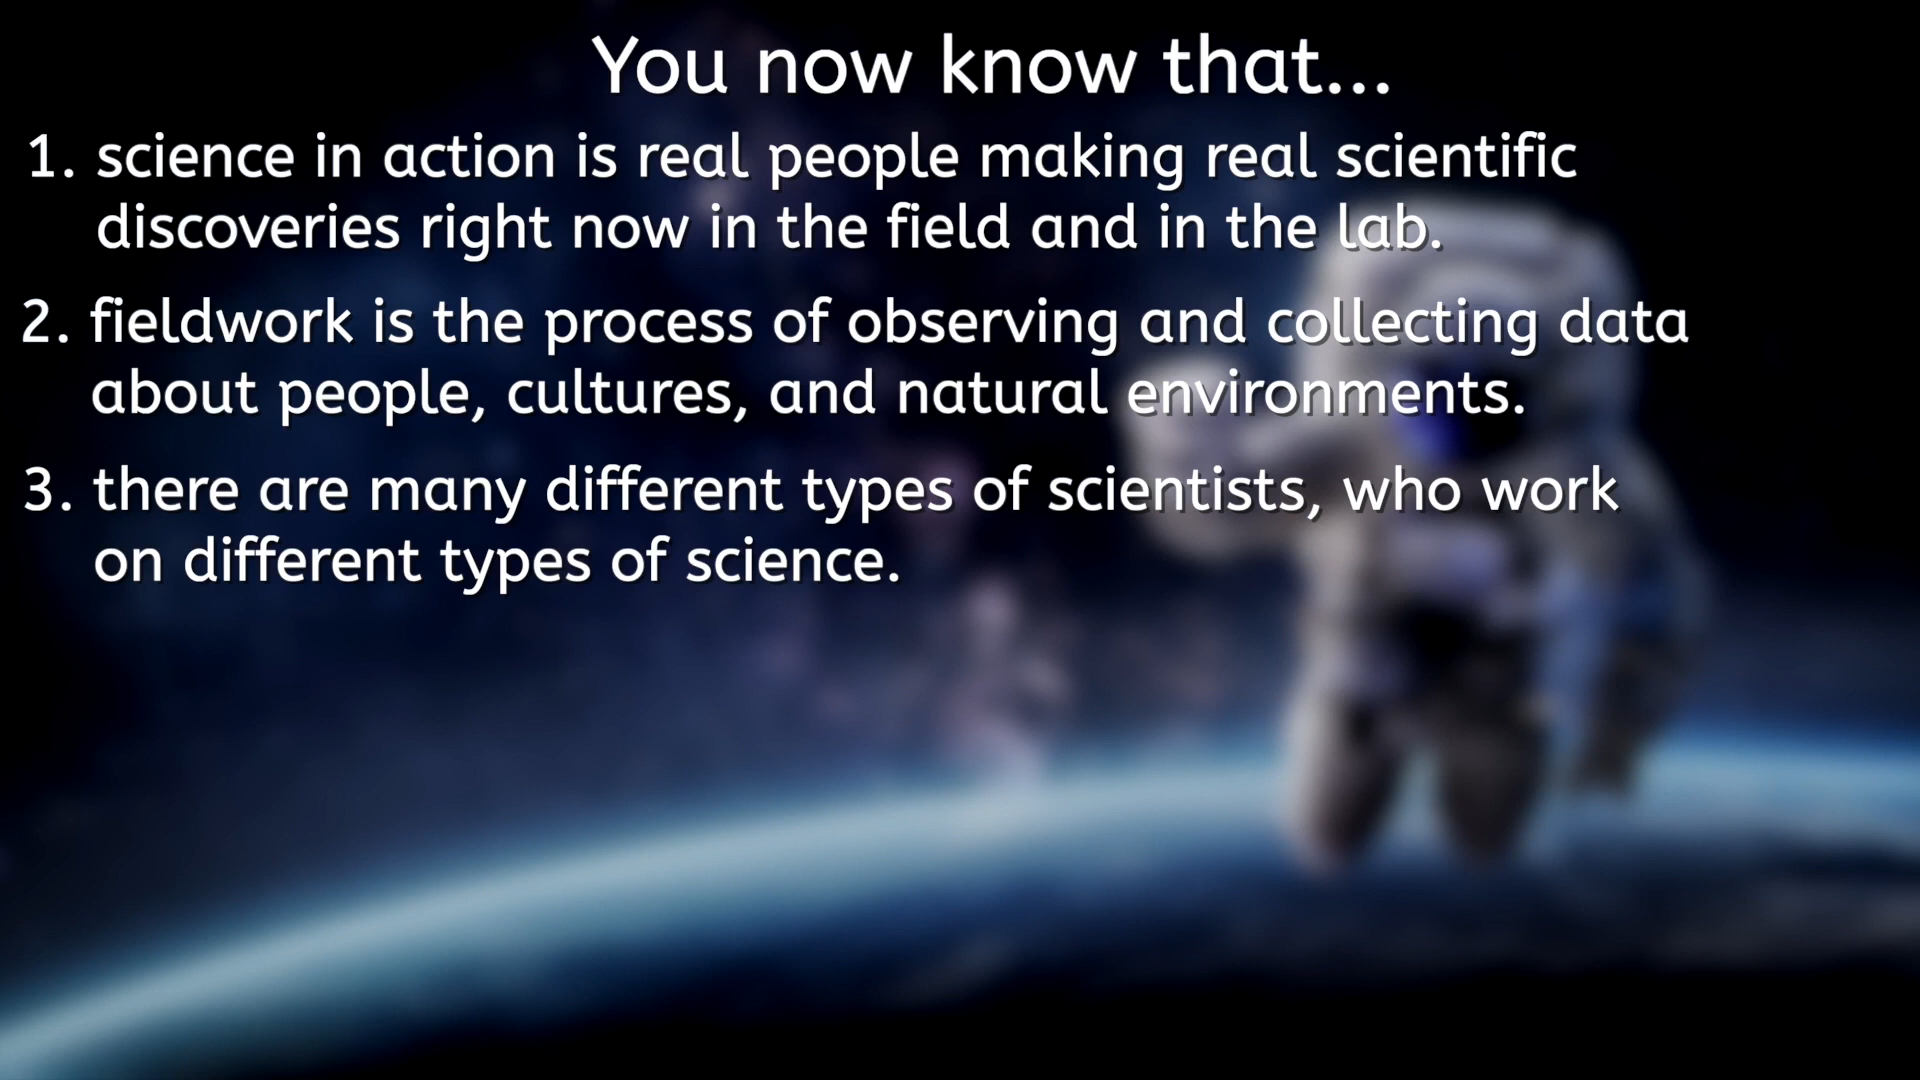 You now know that...
1. science in action is real people making real scientific
discoveries right now in the field and in the lab.
2. fieldwork is the process of observing and collecting data
about people, cultures, and natural environments.
3. there are many different types of scientists, who work
on different types of science.